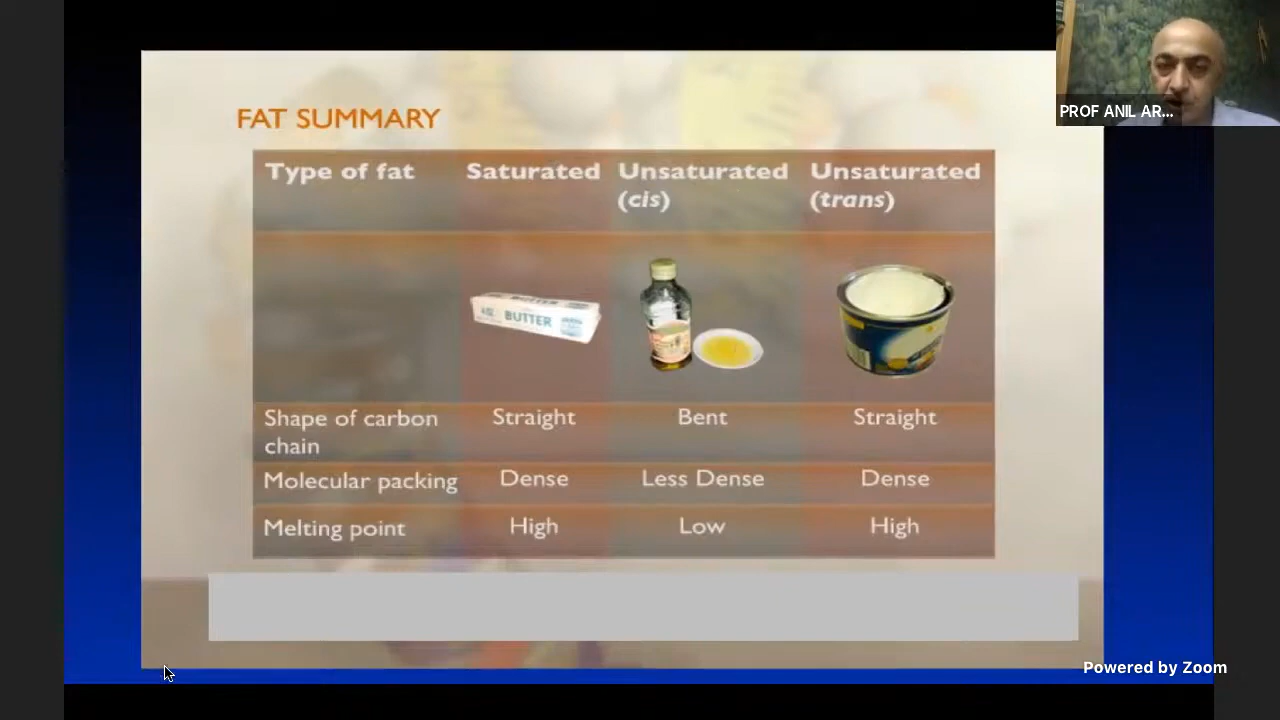 PROF ANIL AR...
FAT SUMMARY
Type of fat Saturated Unsaturated Unsaturated
(cis) (trans)
BUTTER
Shape of carbon Straight Bent Straight
chain
Molecular packing Dense Less Dense Dense
Melting point High Low High
Powered by Zoom